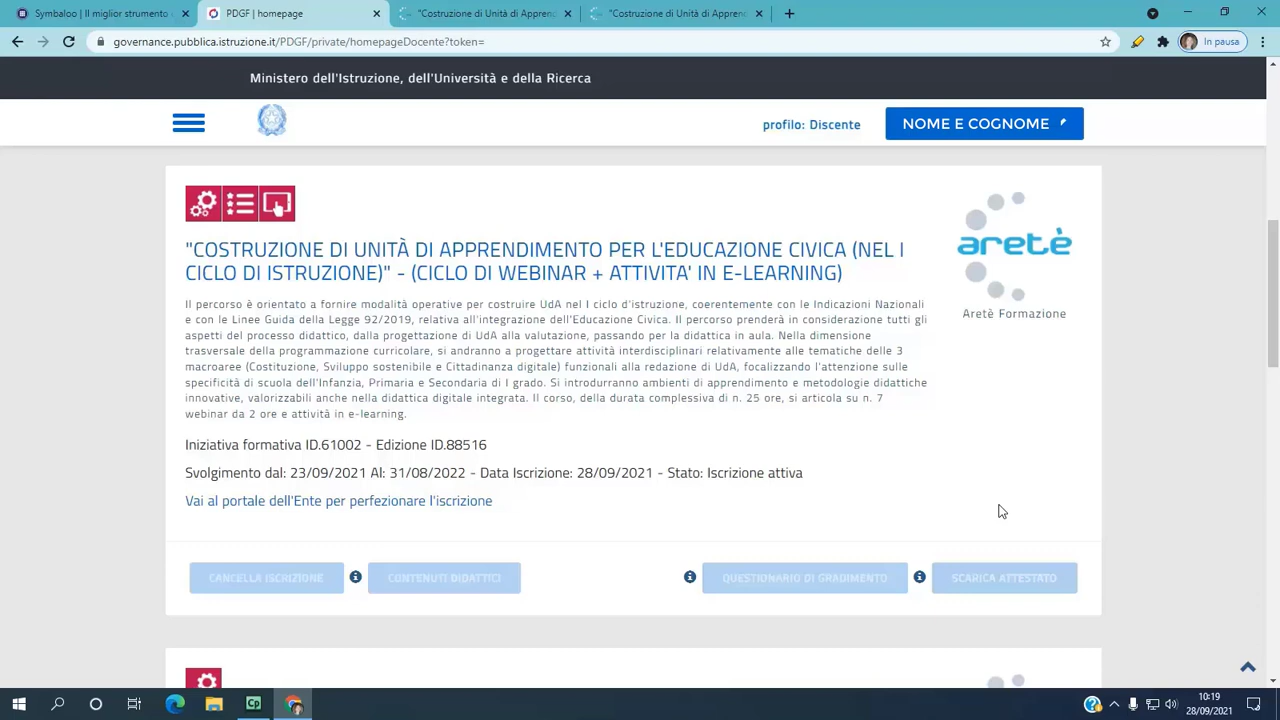 Symbaloo | Il miglior strumento
PDGF | homepage
"Costruzione di Unità di Apprend
"Costruzione di Unità di Apprend
governance.pubblica.istruzione.it/PDGF/private/homepageDocente?token=
In pausa
Ministero dell'Istruzione, dell'Università e della Ricerca
profilo: Discente
NOME E COGNOME
"COSTRUZIONE DI UNITÀ DI APPRENDIMENTO PER L'EDUCAZIONE CIVICA (NEL I
CICLO DI ISTRUZIONE)" - (CICLO DI WEBINAR + ATTIVITA' IN E-LEARNING)
aretè
Aretè Formazione
Il percorso è orientato a fornire modalità operative per costruire UdA nel I ciclo d'istruzione, coerentemente con le Indicazioni Nazionali
e con le Linee Guida della Legge 92/2019, relativa all'integrazione dell'Educazione Civica. Il percorso prenderà in considerazione tutti gli
aspetti del processo didattico, dalla progettazione di UdA alla valutazione, passando per la didattica in aula. Nella dimensione
trasversale della programmazione curricolare, si andranno a progettare attività interdisciplinari relativamente alle tematiche delle 3
macroaree (Costituzione, Sviluppo sostenibile e Cittadinanza digitale) funzionali alla redazione di UdA, focalizzando l'attenzione sulle
specificità di scuola dell'Infanzia, Primaria e Secondaria di I grado. Si introdurranno ambienti di apprendimento e metodologie didattiche
innovative, valorizzabili anche nella didattica digitale integrata. Il corso, della durata complessiva di n. 25 ore, si articola su n. 7
webinar da 2 ore e attività in e-learning.
Iniziativa formativa ID.61002 - Edizione ID.88516
Svolgimento dal: 23/09/2021 Al: 31/08/2022 - Data Iscrizione: 28/09/2021 - Stato: Iscrizione attiva
Vai al portale dell'Ente per perfezionare l'iscrizione
CANCELLA ISCRIZIONE
CONTENUTI DIDATTICI
QUESTIONARIO DI GRADIMENTO
SCARICA ATTESTATO
Cp
10:19
28/09/2021